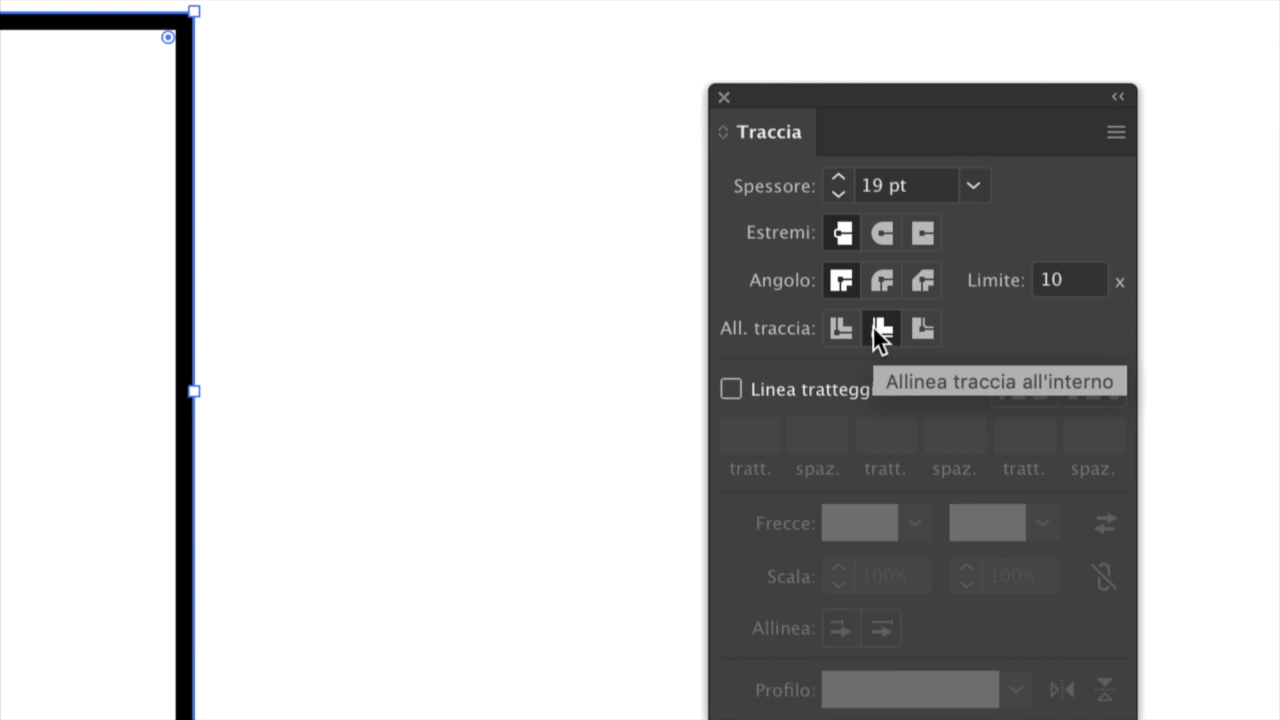 Traccia
Spessore: 19 pt
Estremi:
Angolo: Limite: 10 x
All. traccia:
Allinea traccia all'interno
Linea trattegg
tratt. spaz. tratt. spaz. tratt. spaz.
Frecce:
Scala: 100% 100%
Allinea:
Profilo: